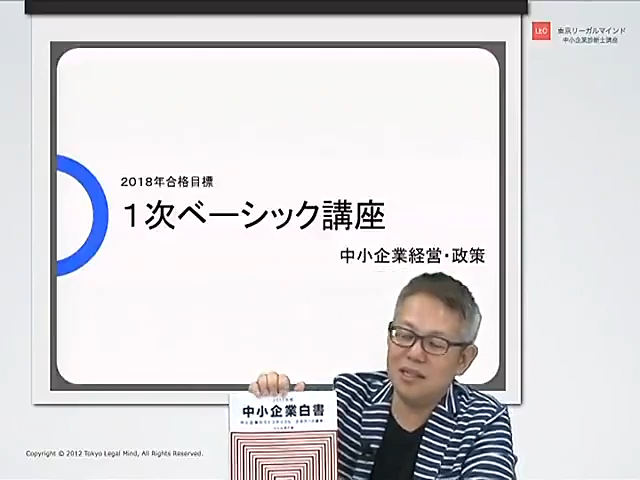 LEC 東京リーガルマインド
中小企業診断士講座
2018年合格目標
1次ベーシック講座
中小企業経営・政策
中小企業白書
Copyright © 2012 Tokyo Legal Mind, All Rights Reserved.